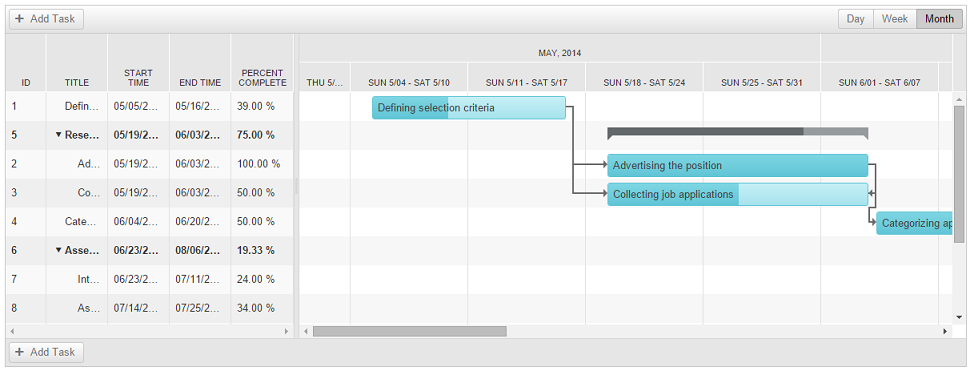 + Add Task Day Week Month
MAY, 2014
ID TITLE START TIME END TIME PERCENT COMPLETE THU 5/... SUN 5/04 - SAT 5/10 SUN 5/11 - SAT 5/17 SUN 5/18 - SAT 5/24 SUN 5/25 - SAT 5/31 SUN 6/01 - SAT 6/07
1 Defin... 05/05/2... 05/16/2... 39.00 % Defining selection criteria
5 Rese... 05/19/2... 06/03/2... 75.00 %
2 Ad... 05/19/2... 06/03/2... 100.00 % Advertising the position
3 Co... 05/19/2... 06/03/2... 50.00 % Collecting job applications
4 Cate... 06/04/2... 06/20/2... 50.00 % Categorizing ap
6 Asse... 06/23/2... 08/06/2... 19.33 %
7 Int... 06/23/2... 07/11/2... 24.00 %
8 As... 07/14/2... 07/25/2... 34.00 %
+ Add Task